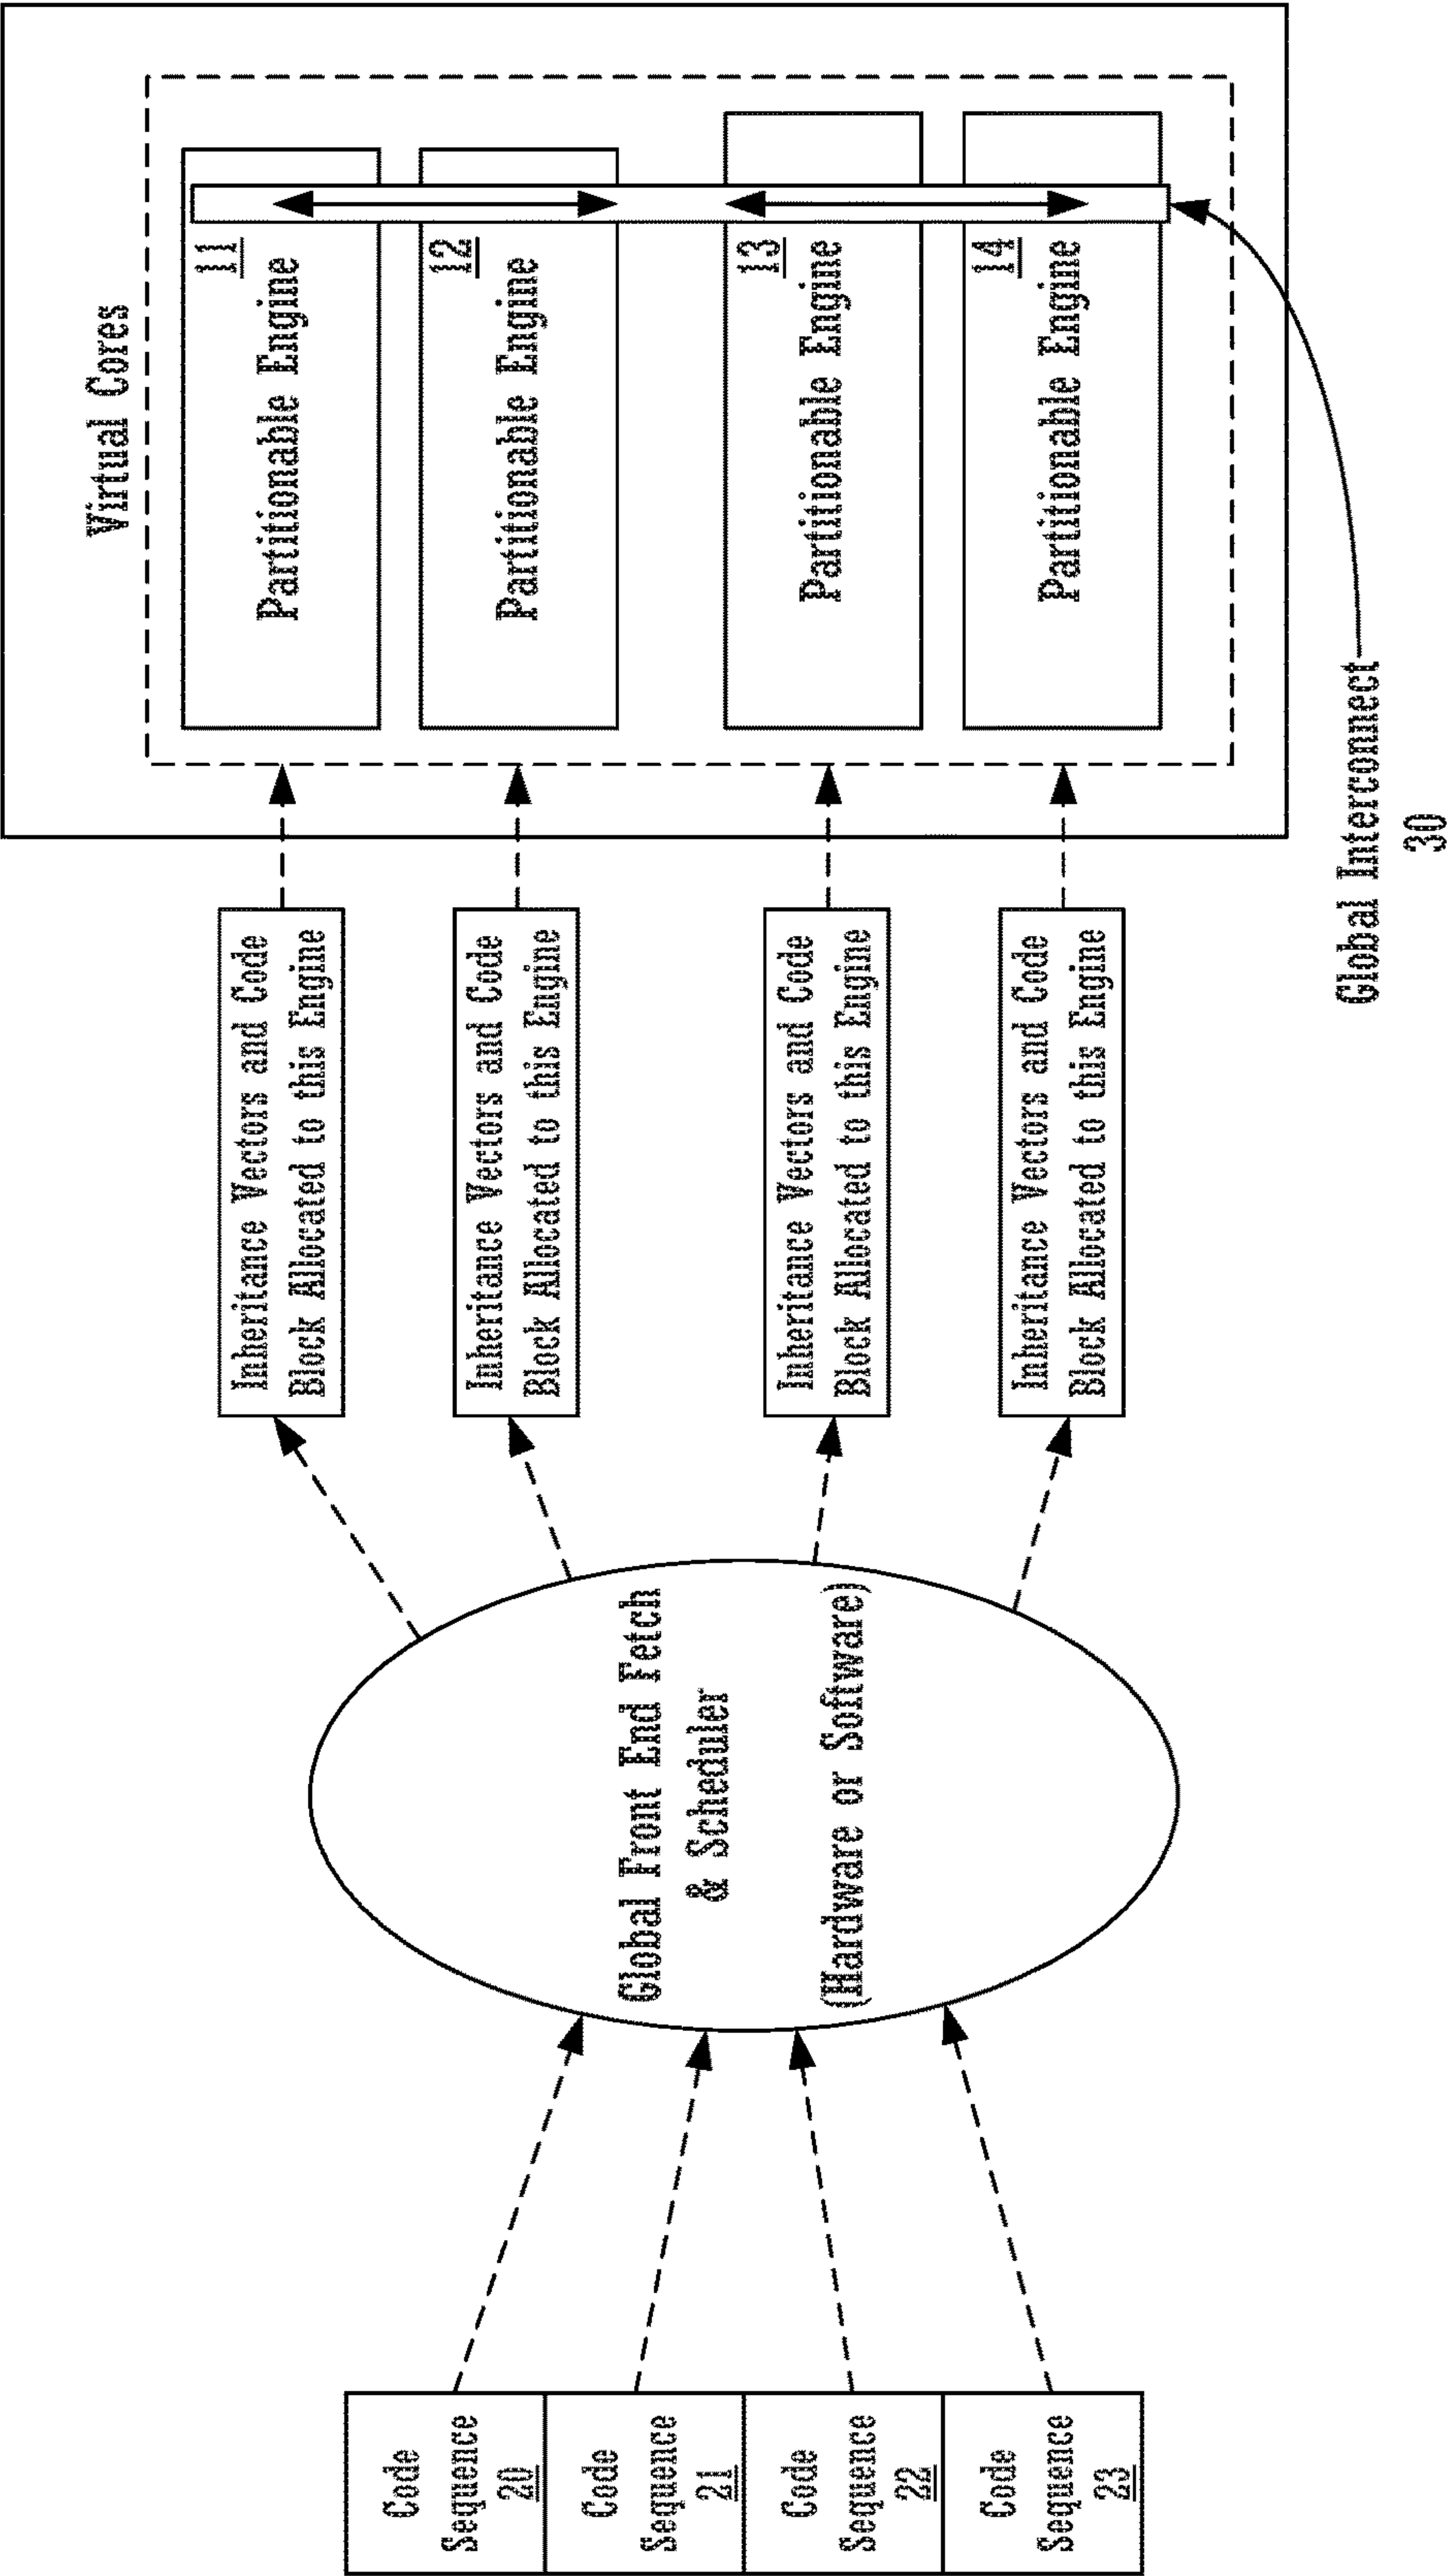 Code
Sequence
20
Code
Sequence
21
Code
Sequence
22
Code
Sequence
23
Global Front End Fetch
& Scheduler
(Hardware or Software)
Inheritance Vectors and Code
Block Allocated to this Engine
Inheritance Vectors and Code
Block Allocated to this Engine
Inheritance Vectors and Code
Block Allocated to this Engine
Inheritance Vectors and Code
Block Allocated to this Engine
Virtual Cores
11
Partitionable Engine
12
Partitionable Engine
13
Partitionable Engine
14
Partitionable Engine
Global Interconnect
30